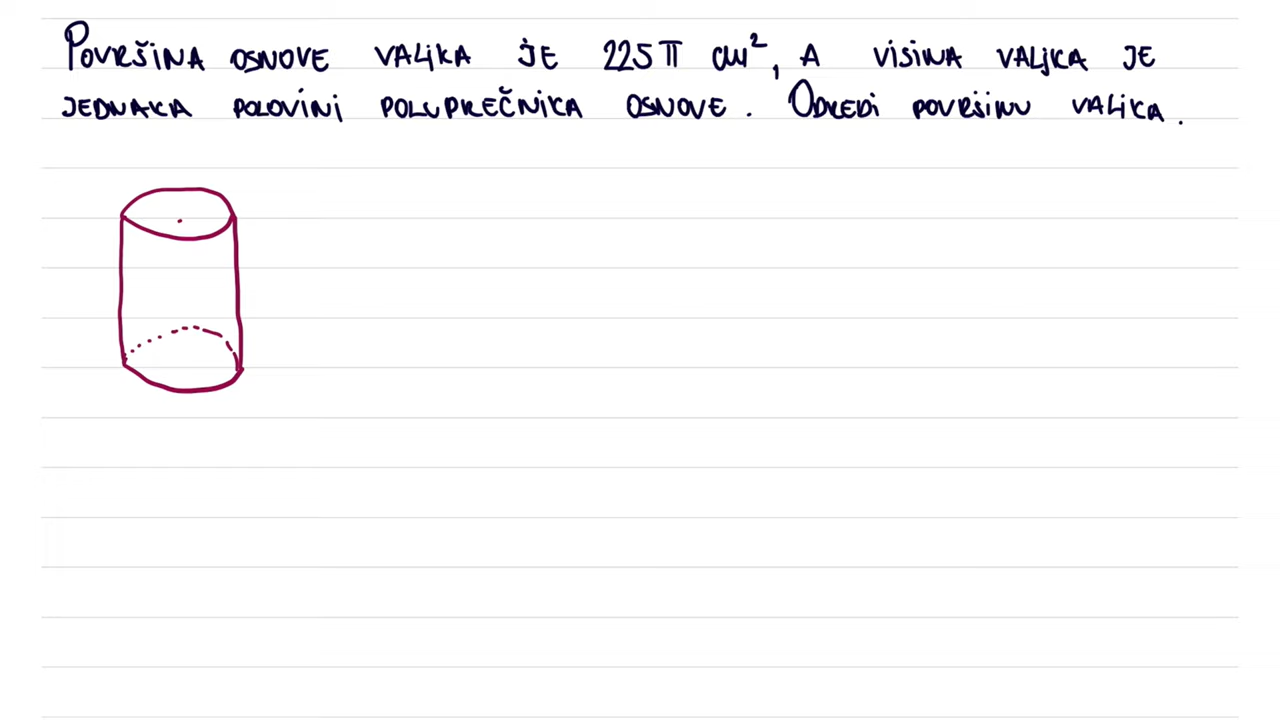 Površina osnove valjka je 225π cm², a visina valjka je
jednaka polovini poluprečnika osnove. Odredi površinu valjka.